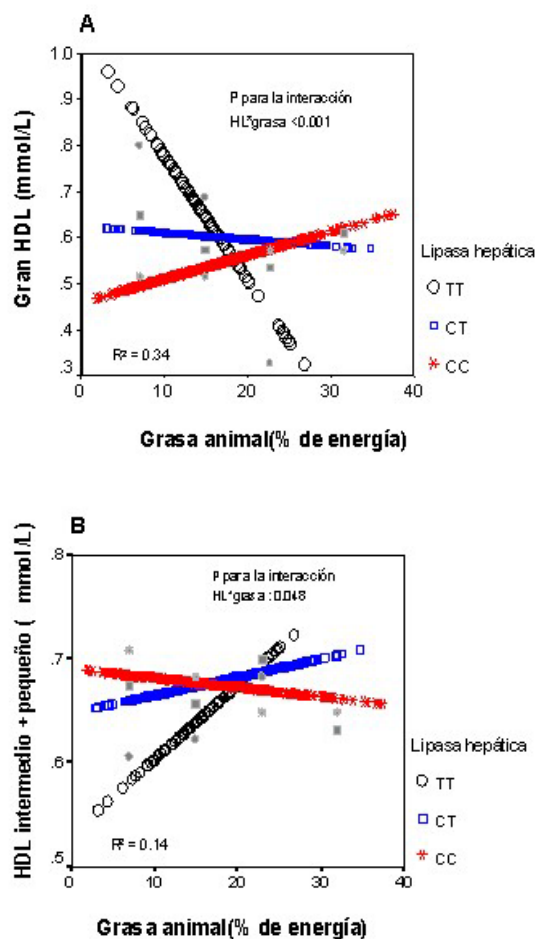 A
1.0
.9
.8
.7
.6
.5
.4
.3
Gran HDL (mmol/L)
P para la interacción
HL*grasa <0.001
R² = 0.34
0
10
20
30
40
Grasa animal(% de energía)
Lipasa hepática
TT
CT
CC
B
.8
.7
.6
.5
HDL intermedio + pequeño ( mmol/L)
P para la interacción
HL*grasa : 0.048
R² = 0.14
0
10
20
30
40
Grasa animal(% de energía)
Lipasa hepática
TT
CT
CC